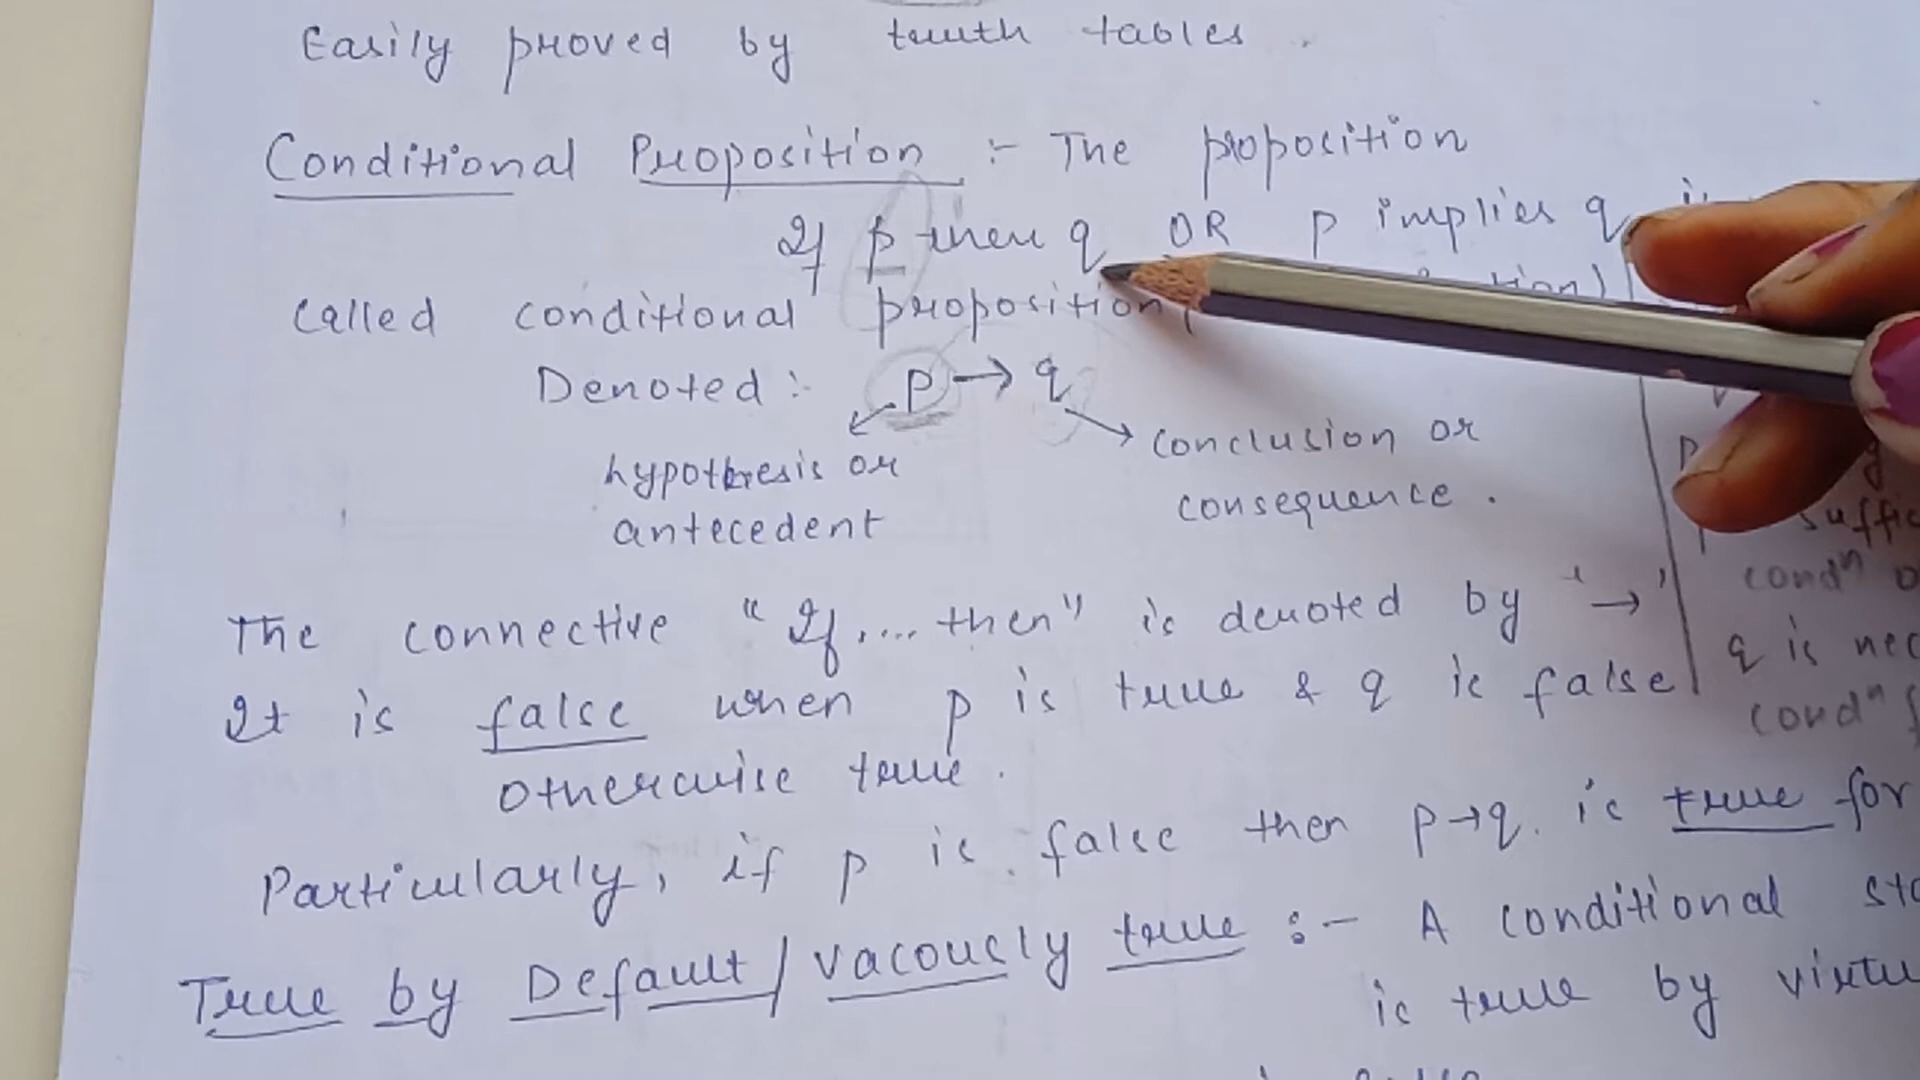 Easily proved by truth tables.
Conditional Proposition :- The proposition
If p then q OR p implies q
called conditional proposition(
Denoted :- p → q
hypothesis or
antecedent
conclusion or
consequence.
The connective "If....then" is denoted by '→'
It is false when p is true & q is false
otherwise true.
Particularly, if p is false then p→q is true for
True by Default / vacously true :- A conditional
is true by
condⁿ
q is
condⁿ